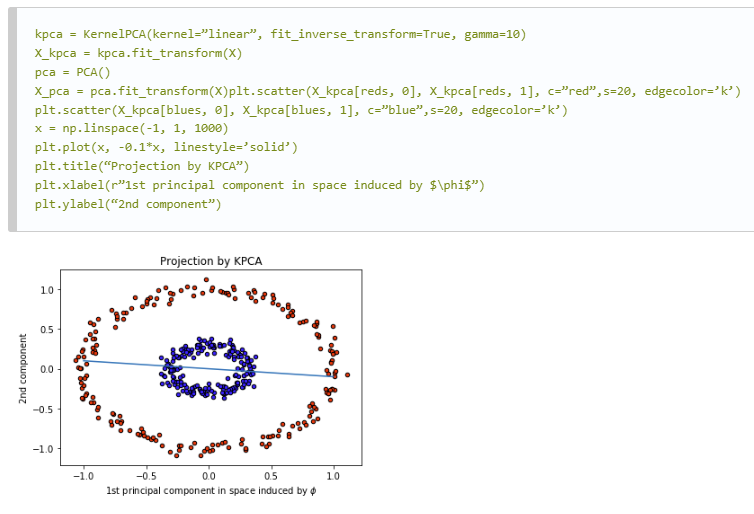 kpca = KernelPCA(kernel=”linear”, fit_inverse_transform=True, gamma=10)
X_kpca = kpca.fit_transform(X)
pca = PCA()
X_pca = pca.fit_transform(X)plt.scatter(X_kpca[reds, 0], X_kpca[reds, 1], c=”red”,s=20, edgecolor=’k’)
plt.scatter(X_kpca[blues, 0], X_kpca[blues, 1], c=”blue”,s=20, edgecolor=’k’)
x = np.linspace(-1, 1, 1000)
plt.plot(x, -0.1*x, linestyle=’solid’)
plt.title(“Projection by KPCA”)
plt.xlabel(r”1st principal component in space induced by $\phi$”)
plt.ylabel(“2nd component”)
Projection by KPCA
1.0
0.5
0.0
−0.5
−1.0
2nd component
−1.0 −0.5 0.0 0.5 1.0
1st principal component in space induced by ϕ